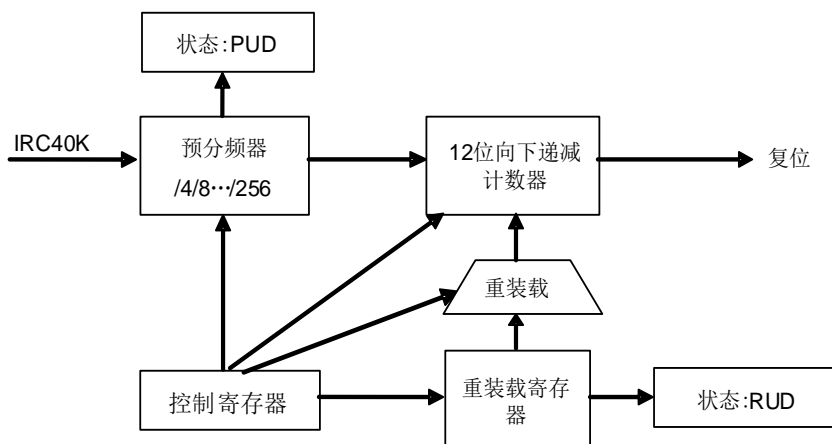 状态:PUD
IRC40K
预分频器
/4/8…/256
12位向下递减
计数器
复位
重装载
控制寄存器
重装载寄存
器
状态:RUD